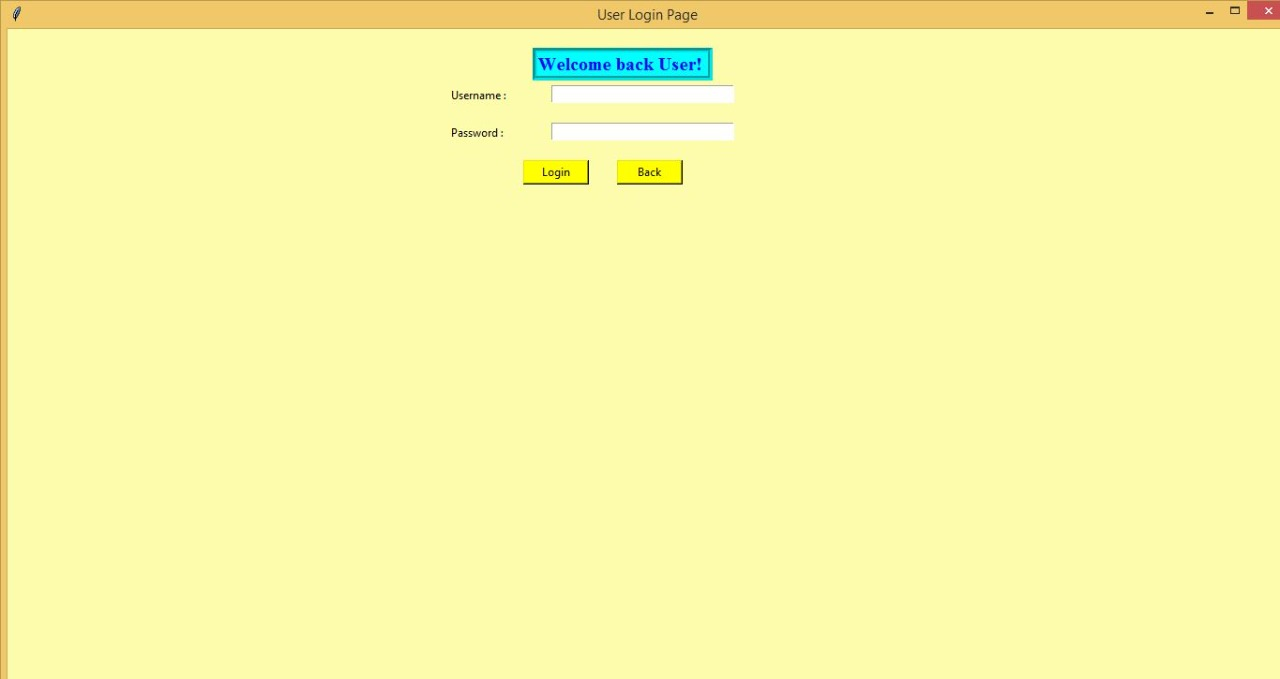 User Login Page
Welcome back User!
Username :
Password :
Login Back